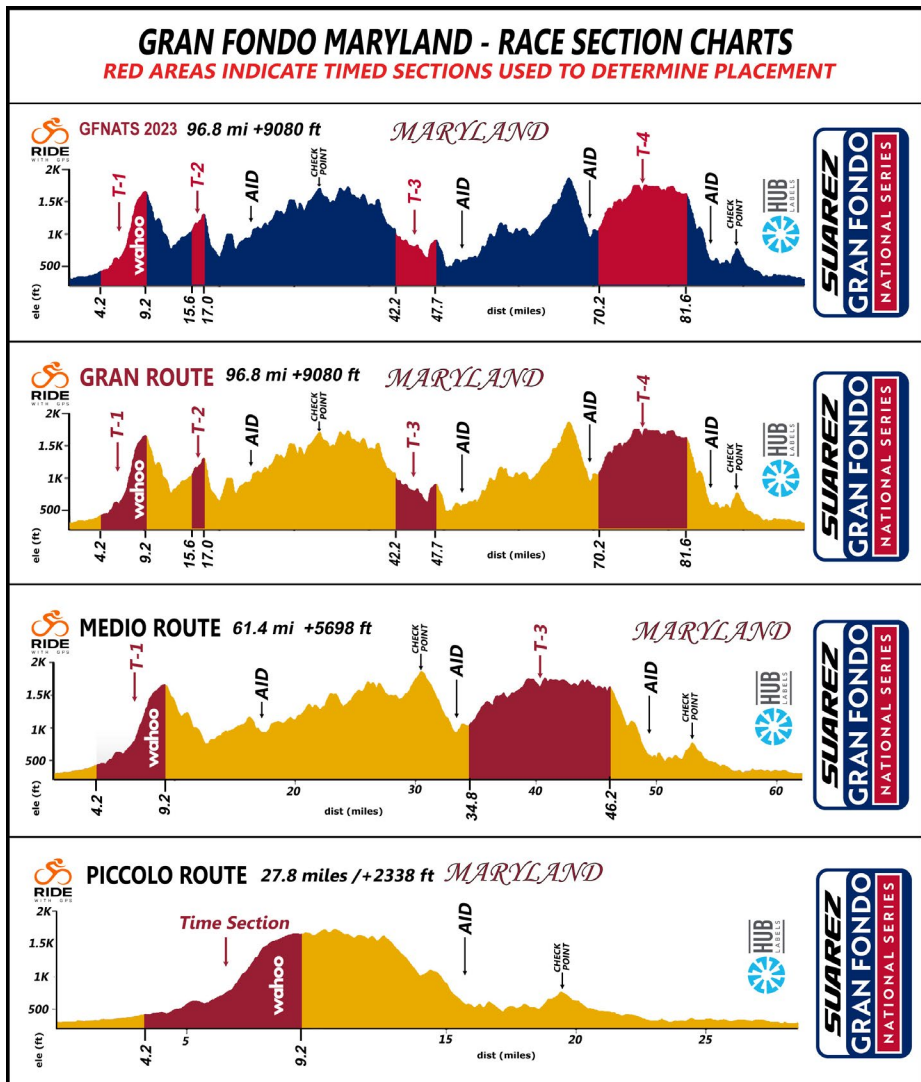 GRAN FONDO MARYLAND - RACE SECTION CHARTS
RED AREAS INDICATE TIMED SECTIONS USED TO DETERMINE PLACEMENT
RIDE
WITH GPS
GFNATS 2023 96.8 mi +9080 ft MARYLAND
T-1
T-2
AID
CHECK
POINT
T-3
AID
AID
T-4
AID
CHECK
POINT
2K
1.5K
1K
500
ele (ft)
wahoo
4.2
9.2
15.6
17.0
42.2
47.7
dist (miles)
70.2
81.6
HUB
LABELS
SUAREZ
GRAN FONDO
NATIONAL SERIES
RIDE
WITH GPS
GRAN ROUTE 96.8 mi +9080 ft MARYLAND
T-1
T-2
AID
CHECK
POINT
T-3
AID
AID
T-4
AID
CHECK
POINT
2K
1.5K
1K
500
ele (ft)
wahoo
4.2
9.2
15.6
17.0
42.2
47.7
dist (miles)
70.2
81.6
HUB
LABELS
SUAREZ
GRAN FONDO
NATIONAL SERIES
RIDE
WITH GPS
MEDIO ROUTE 61.4 mi +5698 ft MARYLAND
T-1
AID
CHECK
POINT
AID
T-3
AID
CHECK
POINT
2K
1.5K
1K
500
ele (ft)
wahoo
4.2
9.2
20
30
34.8
40
46.2
50
60
dist (miles)
HUB
LABELS
SUAREZ
GRAN FONDO
NATIONAL SERIES
RIDE
WITH GPS
PICCOLO ROUTE 27.8 miles /+2338 ft MARYLAND
Time Section
AID
CHECK
POINT
2K
1.5K
1K
500
ele (ft)
wahoo
4.2
5
9.2
15
20
25
dist (miles)
HUB
LABELS
SUAREZ
GRAN FONDO
NATIONAL SERIES